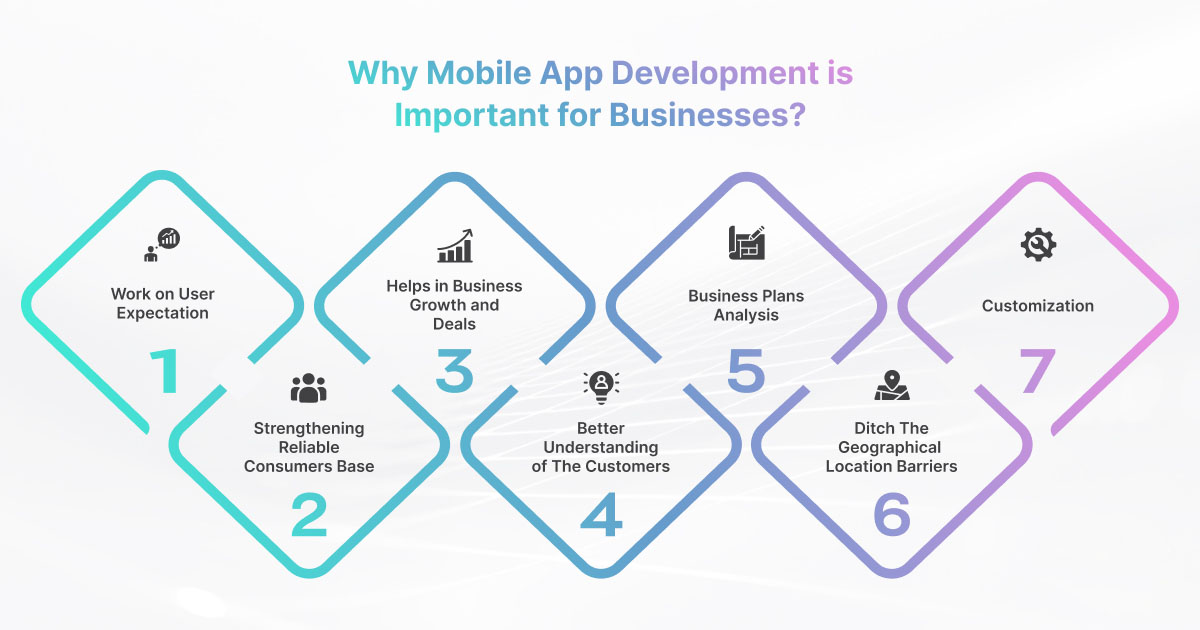 Why Mobile App Development is
Important for Businesses?
Work on User
Expectation
1
Strengthening
Reliable
Consumers Base
2
Helps in Business
Growth and
Deals
3
Better
Understanding
of The Customers
4
Business Plans
Analysis
5
Ditch The
Geographical
Location Barriers
6
Customization
7